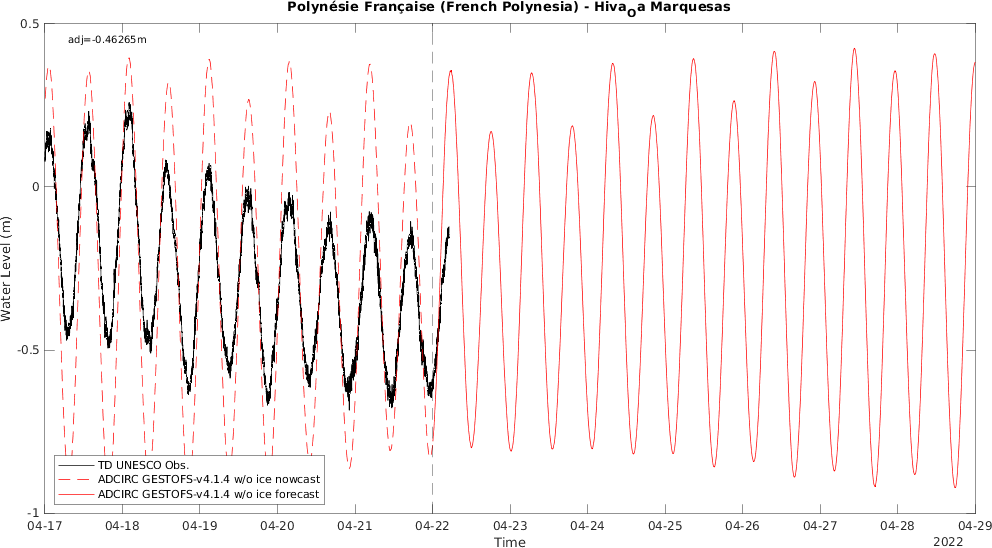 Polynésie Française (French Polynesia) - HivaOa Marquesas
adj=-0.46265m
0.5
0
-0.5
-1
Water Level (m)
TD UNESCO Obs.
ADCIRC GESTOFS-v4.1.4 w/o ice nowcast
ADCIRC GESTOFS-v4.1.4 w/o ice forecast
04-17 04-18 04-19 04-20 04-21 04-22 04-23 04-24 04-25 04-26 04-27 04-28 04-29
Time
2022